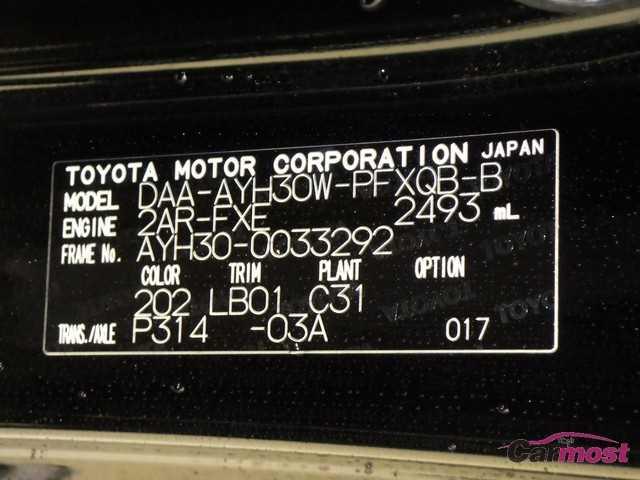 TOYOTA MOTOR CORPORATION JAPAN
MODEL DAA-AYH30W-PFXQB-B
ENGINE 2AR-FXE 2493 mL
FRAME No. AYH30-0033292
COLOR TRIM PLANT OPTION
202 LB01 C31
TRANS./AXLE P314 -03A 017
Carmost